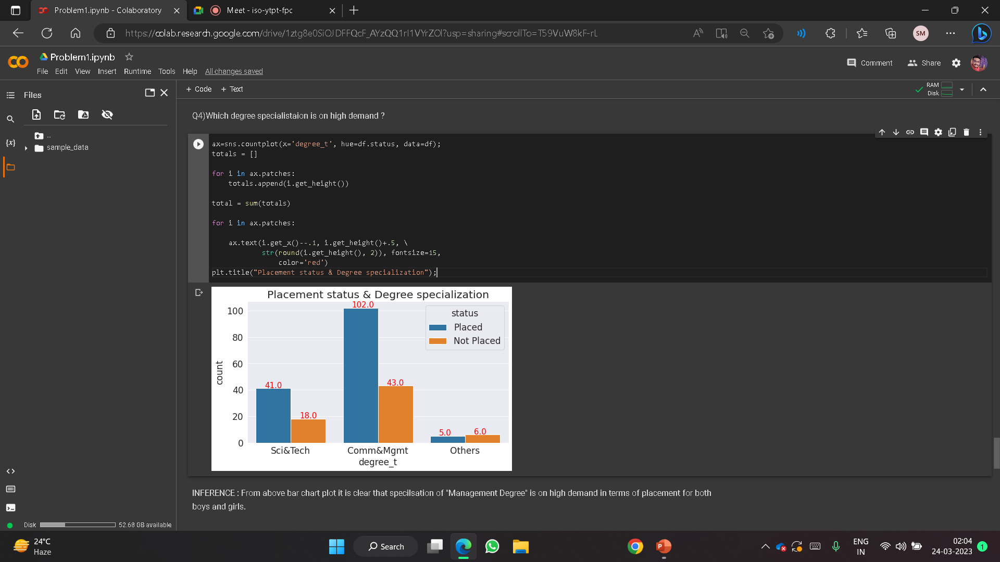 Problem1.ipynb - Colaboratory
Meet - iso-ytpt-fpc
https://colab.research.google.com/drive/1ztg8e0SiOJDFFQcF_AYzQQ1rI1VYrZOl?usp=sharing#scrollTo=T59VuW8kF-rL
SM
Problem1.ipynb
File Edit View Insert Runtime Tools Help All changes saved
Comment Share
Files
+ Code + Text
RAM
Disk
..
sample_data
{x}
Q4)Which degree specialistaion is on high demand ?
ax=sns.countplot(x='degree_t', hue=df.status, data=df);
totals = []
for i in ax.patches:
totals.append(i.get_height())
total = sum(totals)
for i in ax.patches:
ax.text(i.get_x()--.1, i.get_height()+.5, \
str(round(i.get_height(), 2)), fontsize=15,
color='red')
plt.title("Placement status & Degree specialization");
Placement status & Degree specialization
102.0
100
status
Placed
80
Not Placed
60
count
43.0
41.0
40
18.0
20
5.0
6.0
0
Sci&Tech Comm&Mgmt Others
degree_t
INFERENCE : From above bar chart plot it is clear that specilsation of "Management Degree" is on high demand in terms of placement for both
boys and girls.
Disk 52.68 GB available
24°C
Haze
Search
ENG
IN
02:04
24-03-2023
1